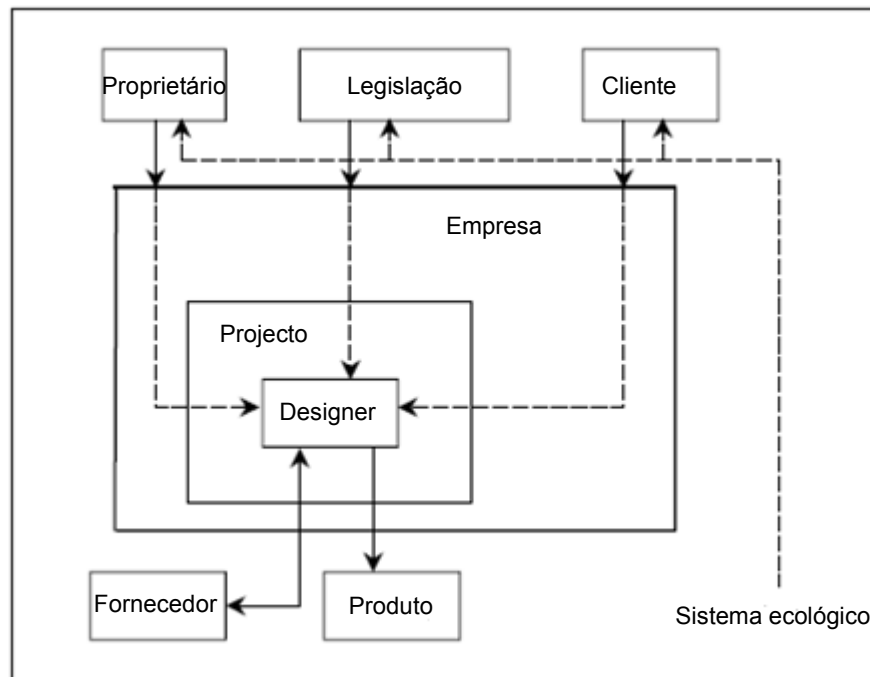 Proprietário
Legislação
Cliente
Empresa
Projecto
Designer
Fornecedor
Produto
Sistema ecológico